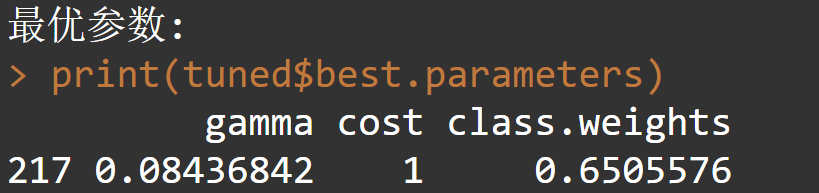 最优参数:
> print(tuned$best.parameters)
gamma cost class.weights
217 0.08436842 1 0.6505576